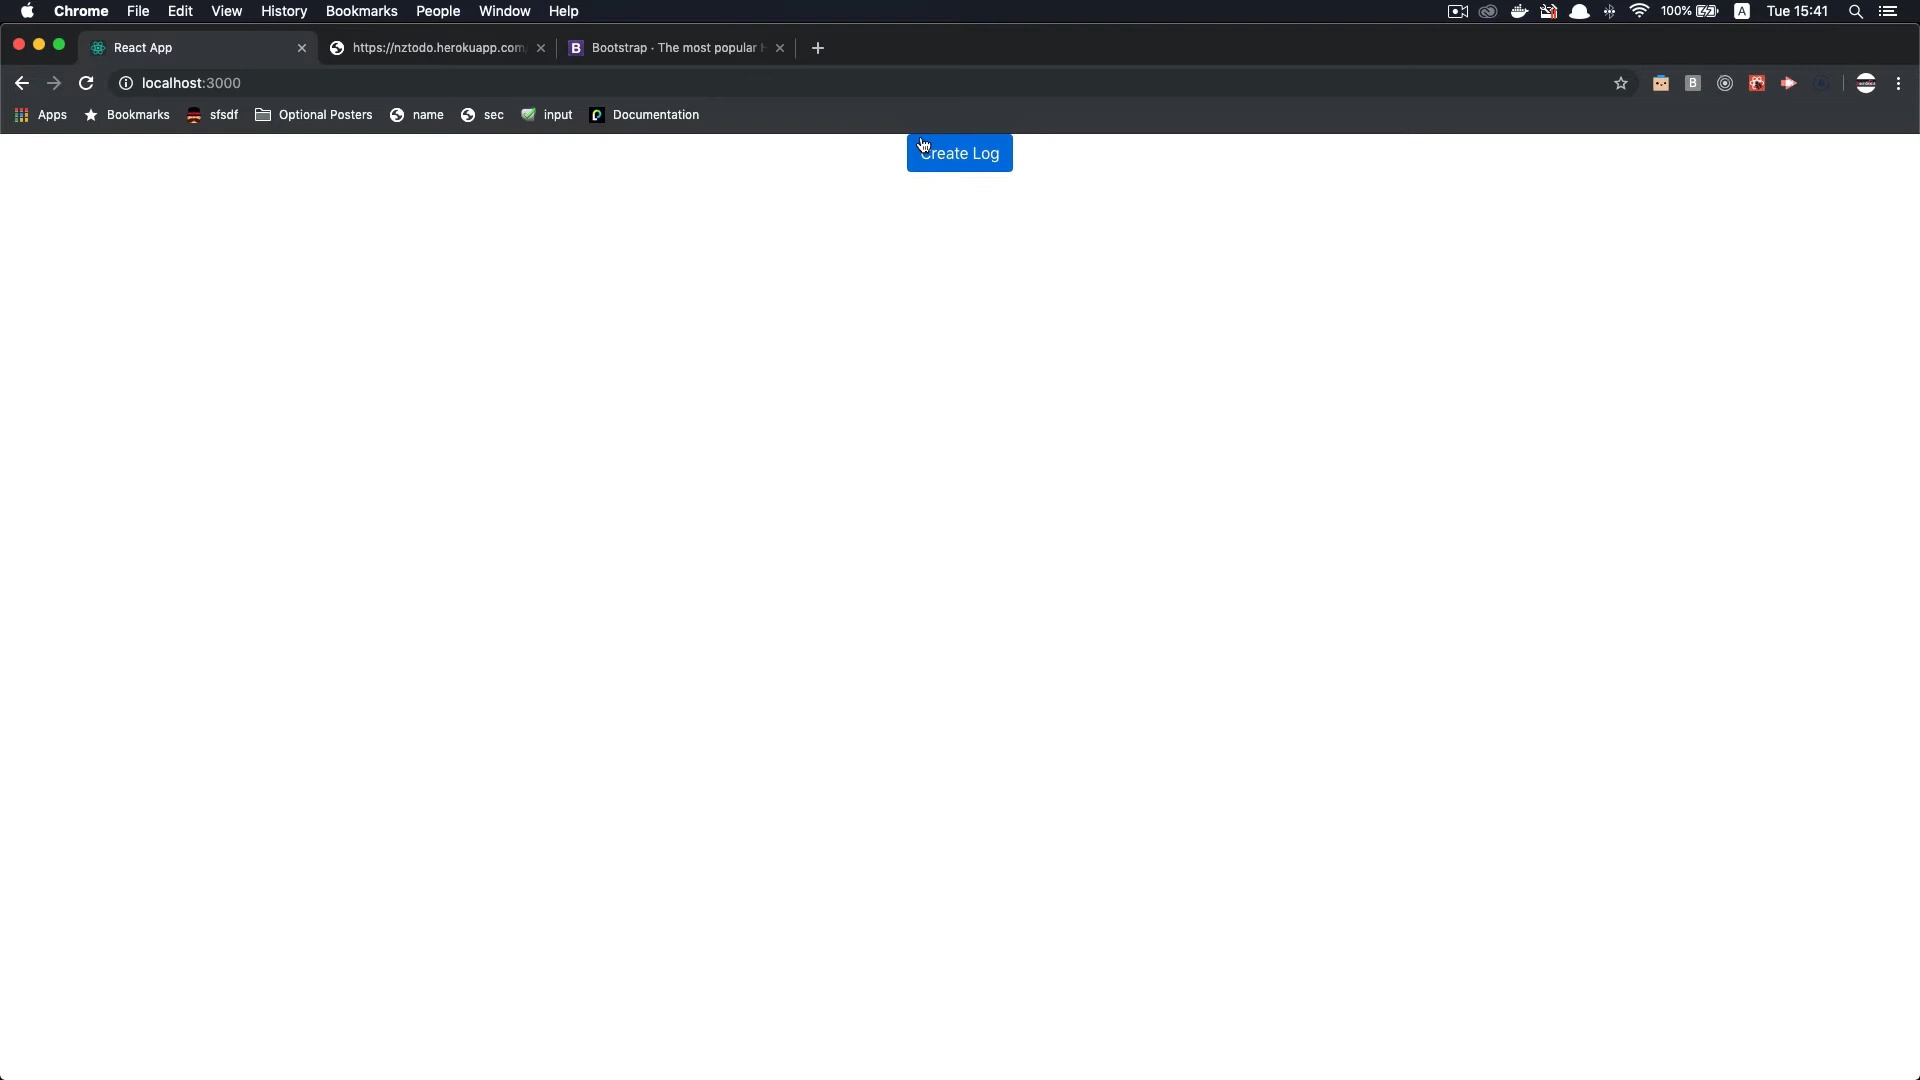 Chrome File Edit View History Bookmarks People Window Help 100% A Tue 15:41
React App https://nztodo.herokuapp.com/ B Bootstrap · The most popular H
localhost:3000 B
Apps Bookmarks sfsdf Optional Posters name sec input Documentation
Create Log